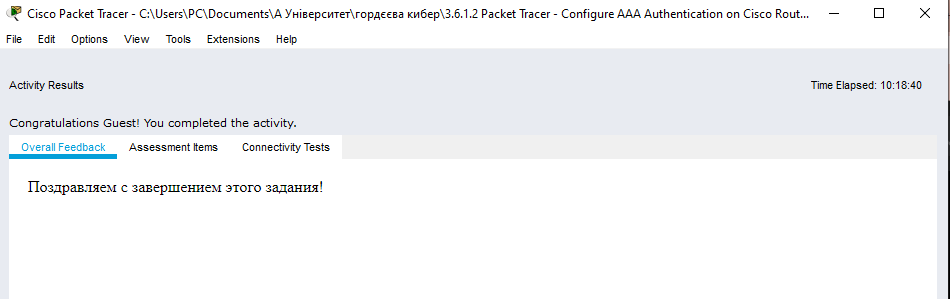 Cisco Packet Tracer - C:\Users\PC\Documents\А Університет\гордєєва кибер\3.6.1.2 Packet Tracer - Configure AAA Authentication on Cisco Rout...
File Edit Options View Tools Extensions Help
Activity Results Time Elapsed: 10:18:40
Congratulations Guest! You completed the activity.
Overall Feedback Assessment Items Connectivity Tests
Поздравляем с завершением этого задания!